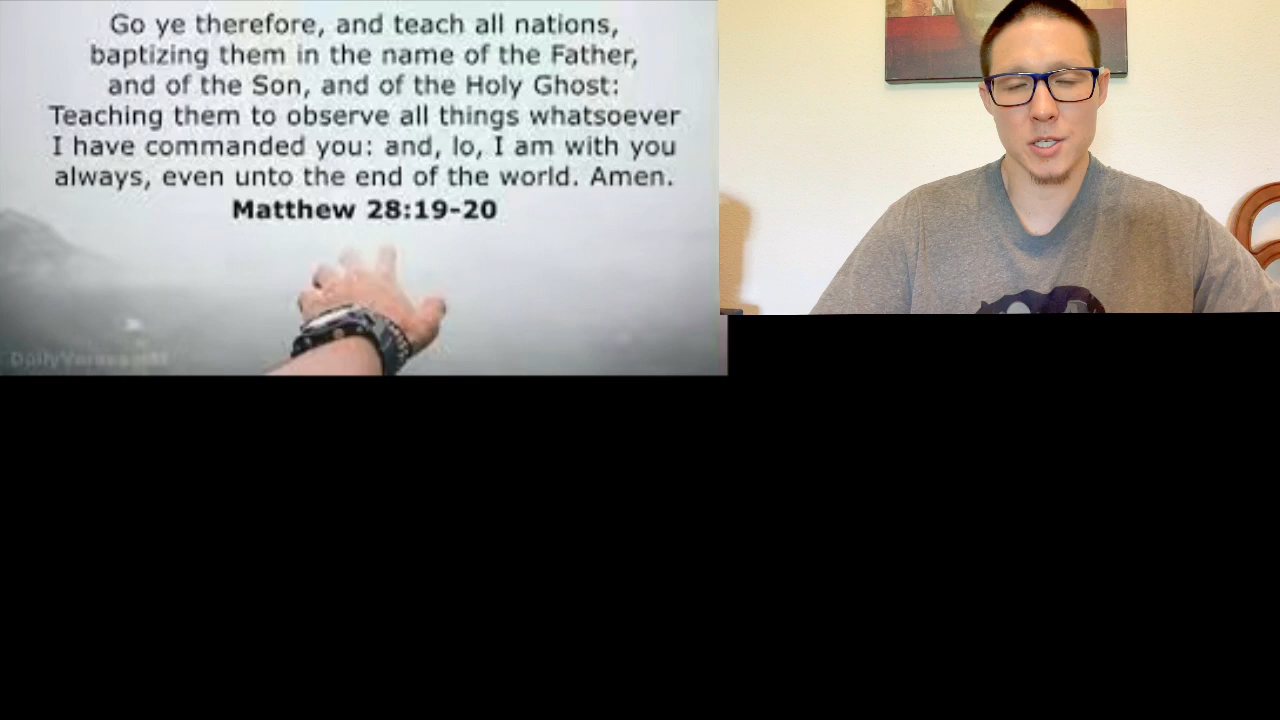 Go ye therefore, and teach all nations,
baptizing them in the name of the Father,
and of the Son, and of the Holy Ghost:
Teaching them to observe all things whatsoever
I have commanded you: and, lo, I am with you
always, even unto the end of the world. Amen.
Matthew 28:19-20